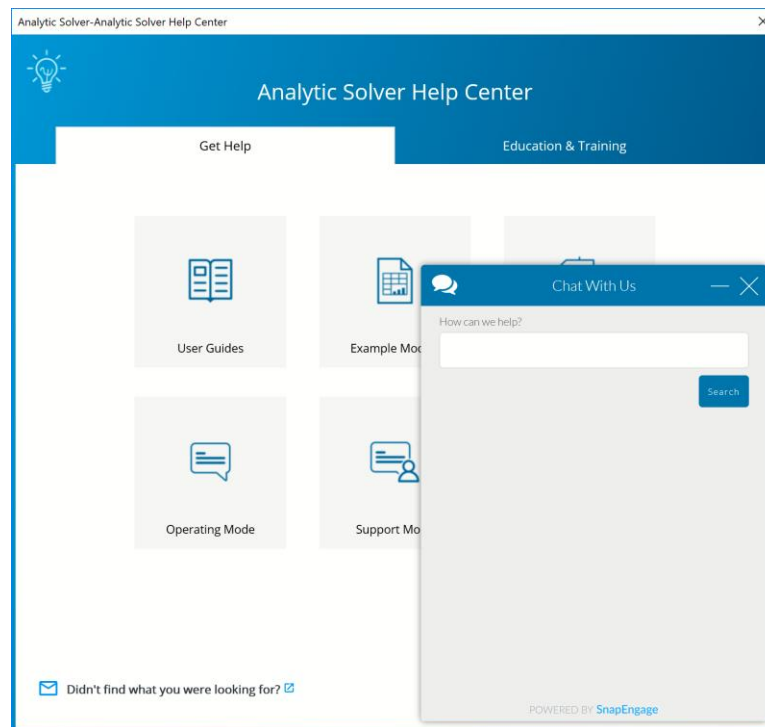 Analytic Solver-Analytic Solver Help Center
Analytic Solver Help Center
Get Help
Education & Training
User Guides
Example
Chat With Us
How can we help?
Search
Operating Mode
Support
Didn't find what you were looking for?
POWERED BY SnapEngage